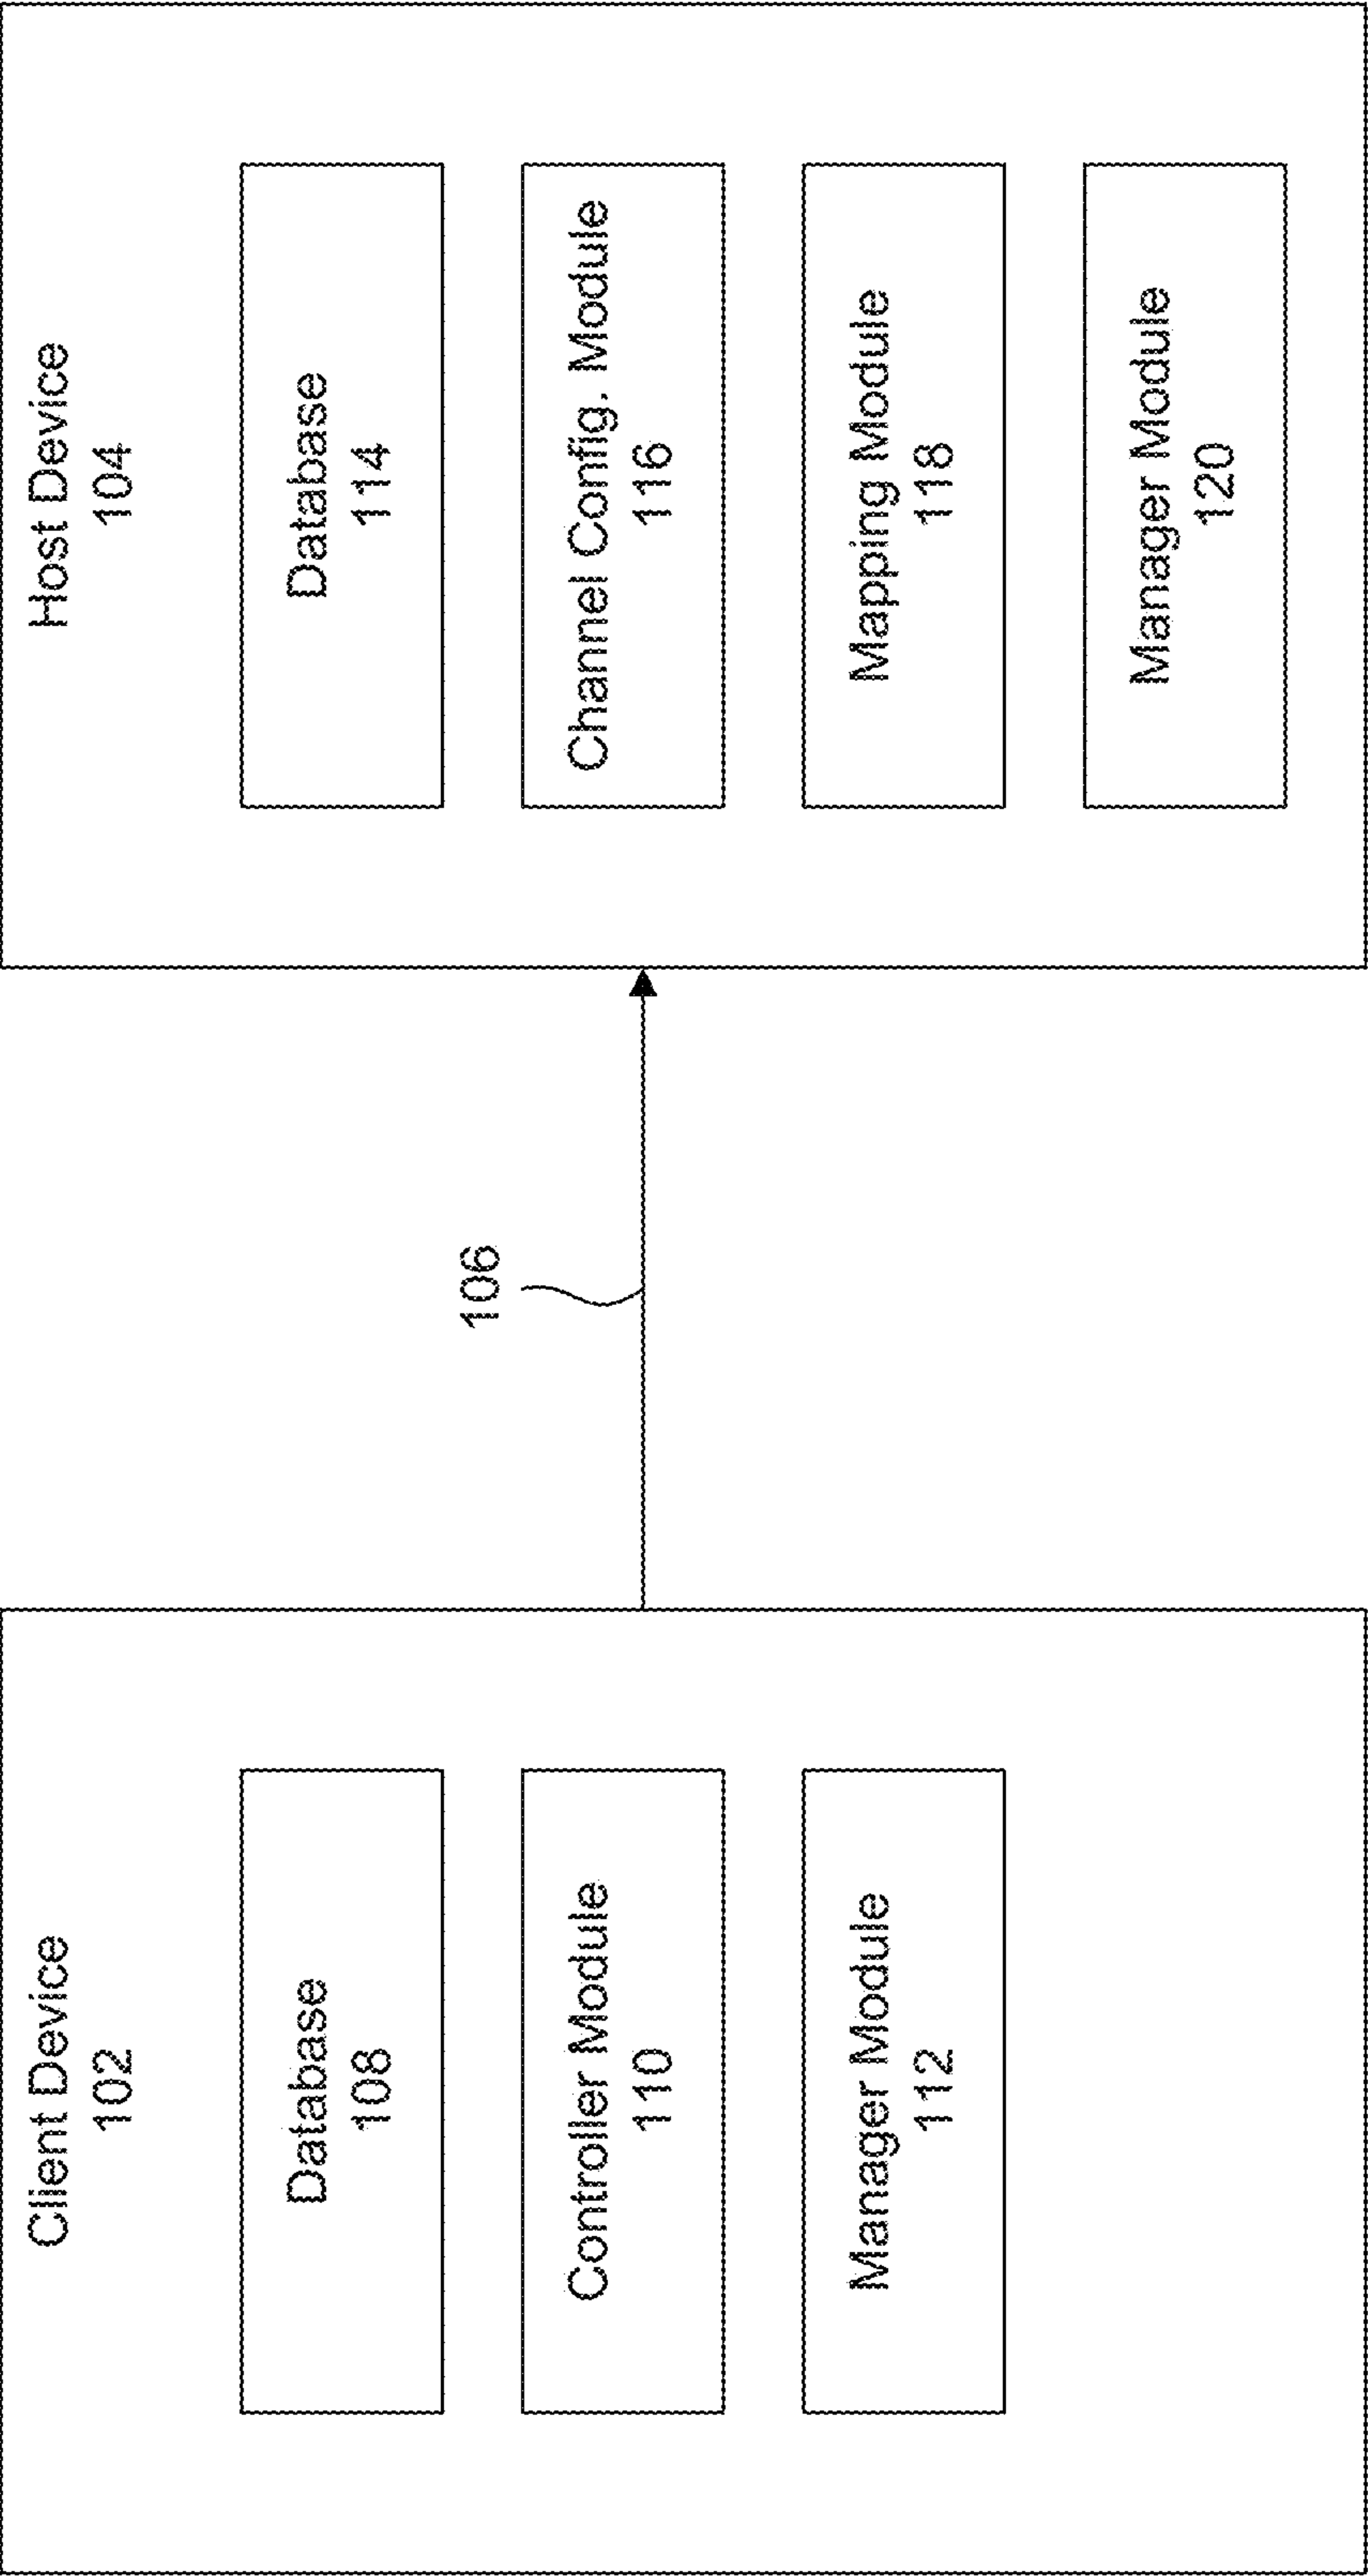 Client Device
102
Database
108
Controller Module
110
Manager Module
112
106
Host Device
104
Database
114
Channel Config. Module
116
Mapping Module
118
Manager Module
120